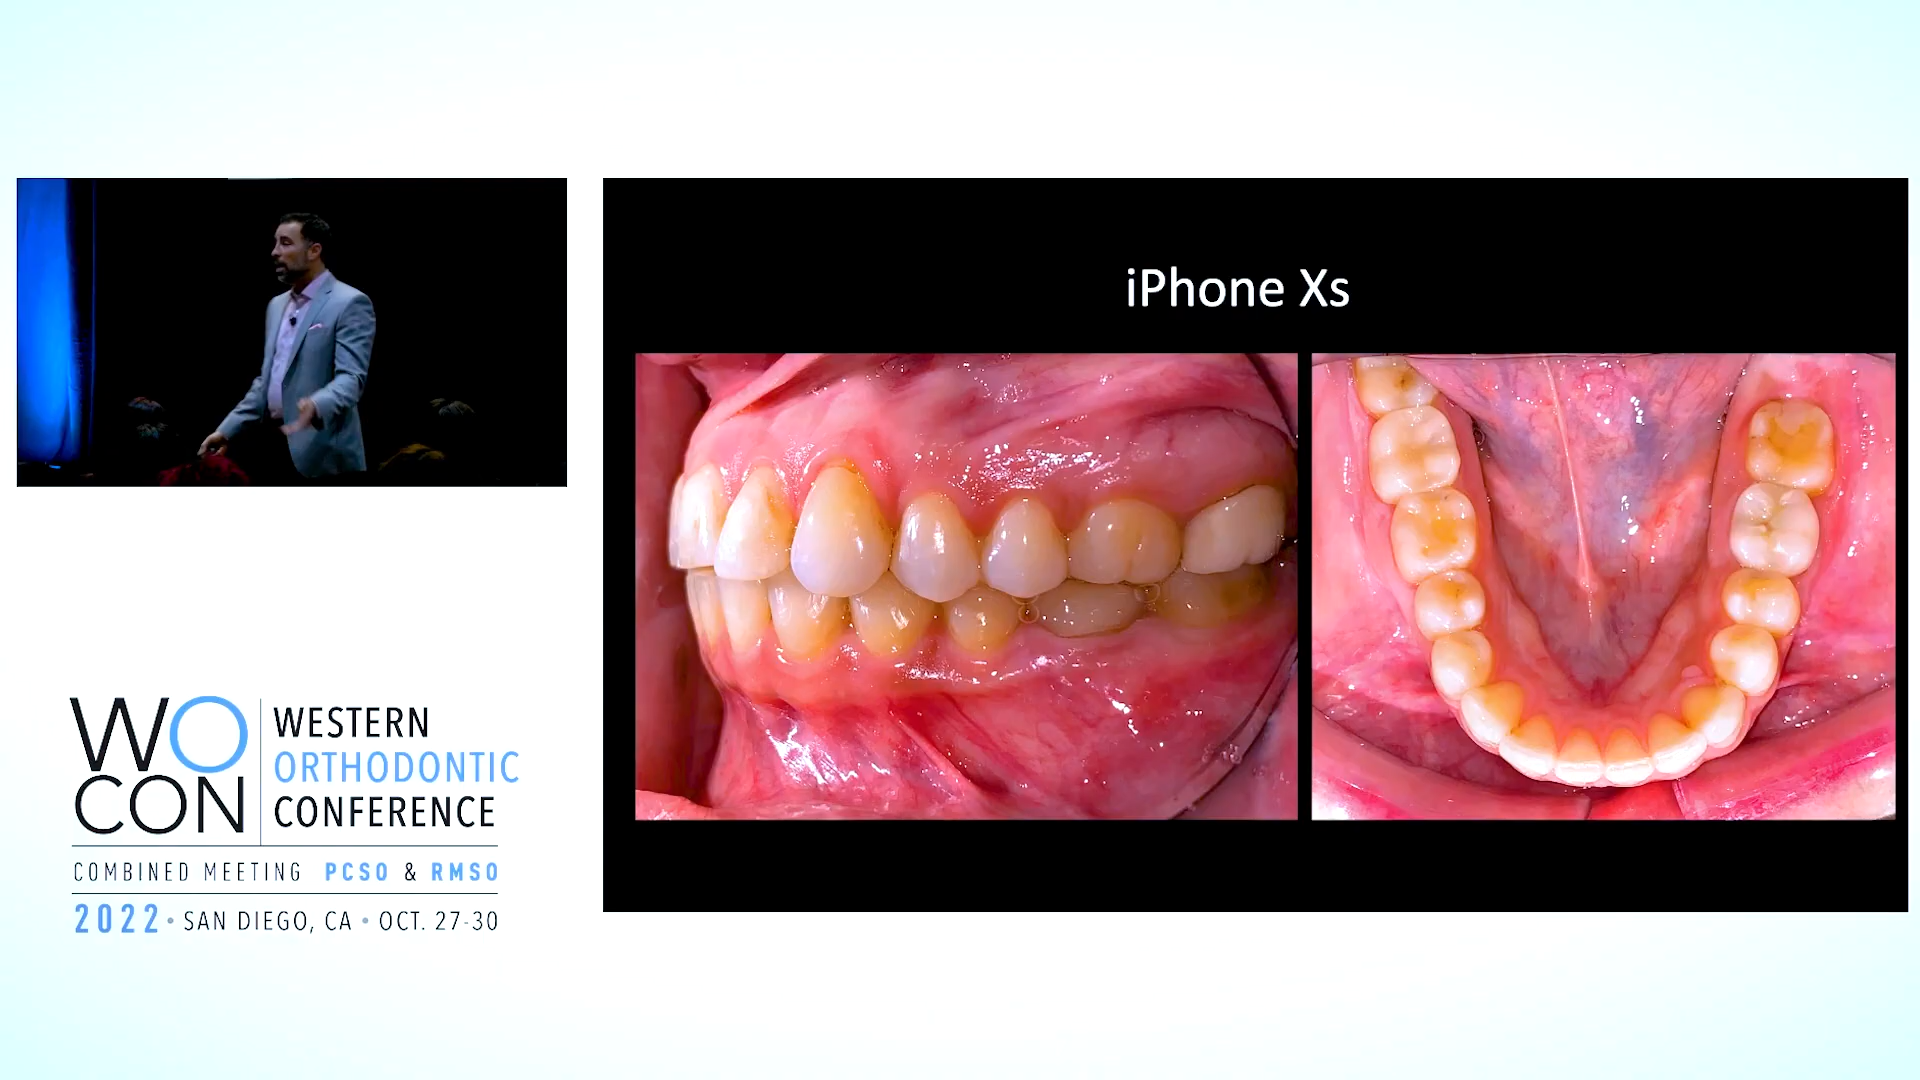 iPhone Xs
WO
CON
WESTERN
ORTHODONTIC
CONFERENCE
COMBINED MEETING PCSO & RMSO
2022 • SAN DIEGO, CA • OCT. 27-30